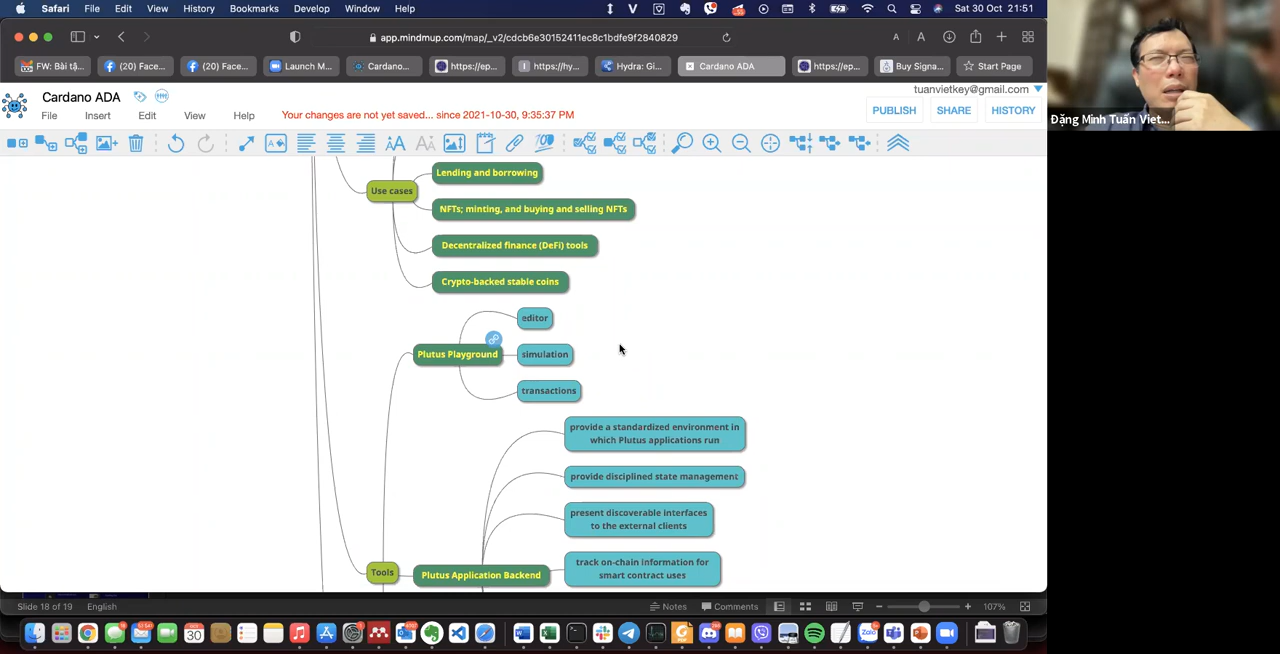 Safari File Edit View History Bookmarks Develop Window Help
Sat 30 Oct 21:51
app.mindmup.com/map/_v2/cdcb6e30152411ec8c1bdfe9f2840829
A A
FW: Bài tậ... (20) Face... (20) Face... Launch M... Cardano... https://ep... https://hy... Hydra: Gi... Cardano ADA https://ep... Buy Signa... Start Page
tuanvietkey@gmail.com
Cardano ADA
File Insert Edit View Help
Your changes are not yet saved... since 2021-10-30, 9:35:37 PM
PUBLISH SHARE HISTORY
Đặng Minh Tuấn Viet...
Lending and borrowing
Use cases
NFTs; minting, and buying and selling NFTs
Decentralized finance (DeFi) tools
Crypto-backed stable coins
editor
Plutus Playground
simulation
transactions
provide a standardized environment in
which Plutus applications run
provide disciplined state management
present discoverable interfaces
to the external clients
track on-chain information for
smart contract uses
Tools
Plutus Application Backend
Slide 18 of 19 English
Notes Comments 107%